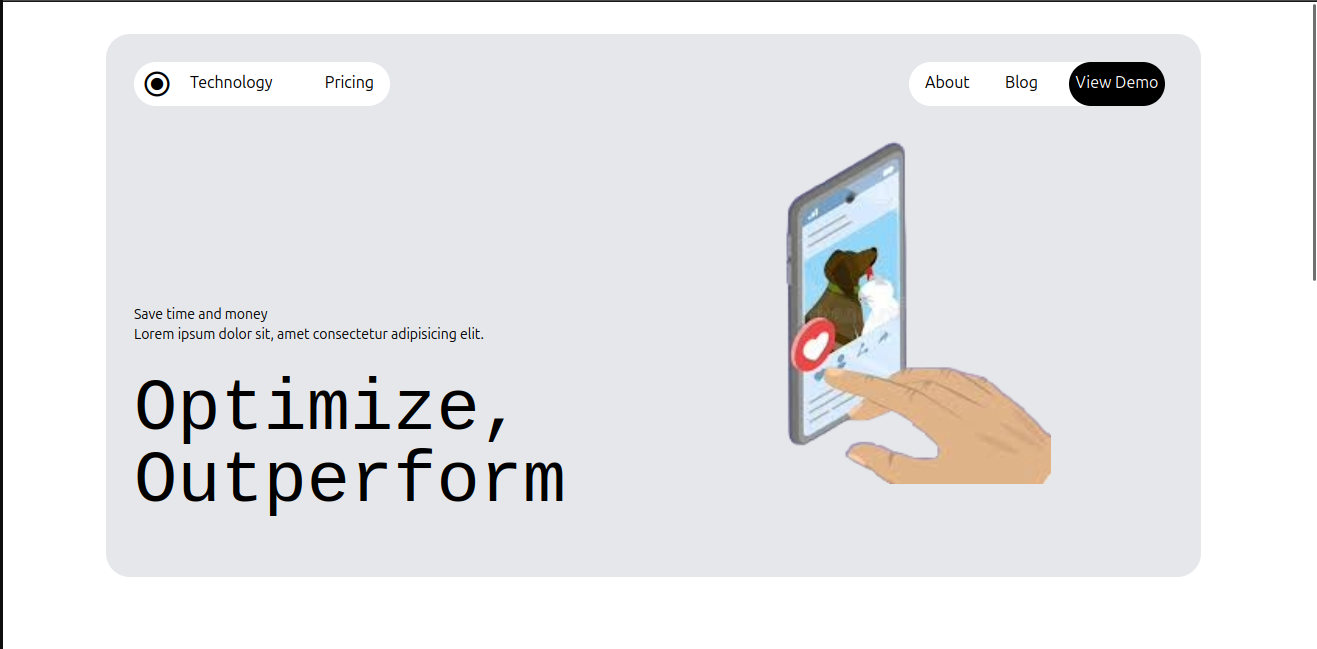 Technology Pricing About Blog View Demo
Save time and money
Lorem ipsum dolor sit, amet consectetur adipisicing elit.
Optimize,
Outperform